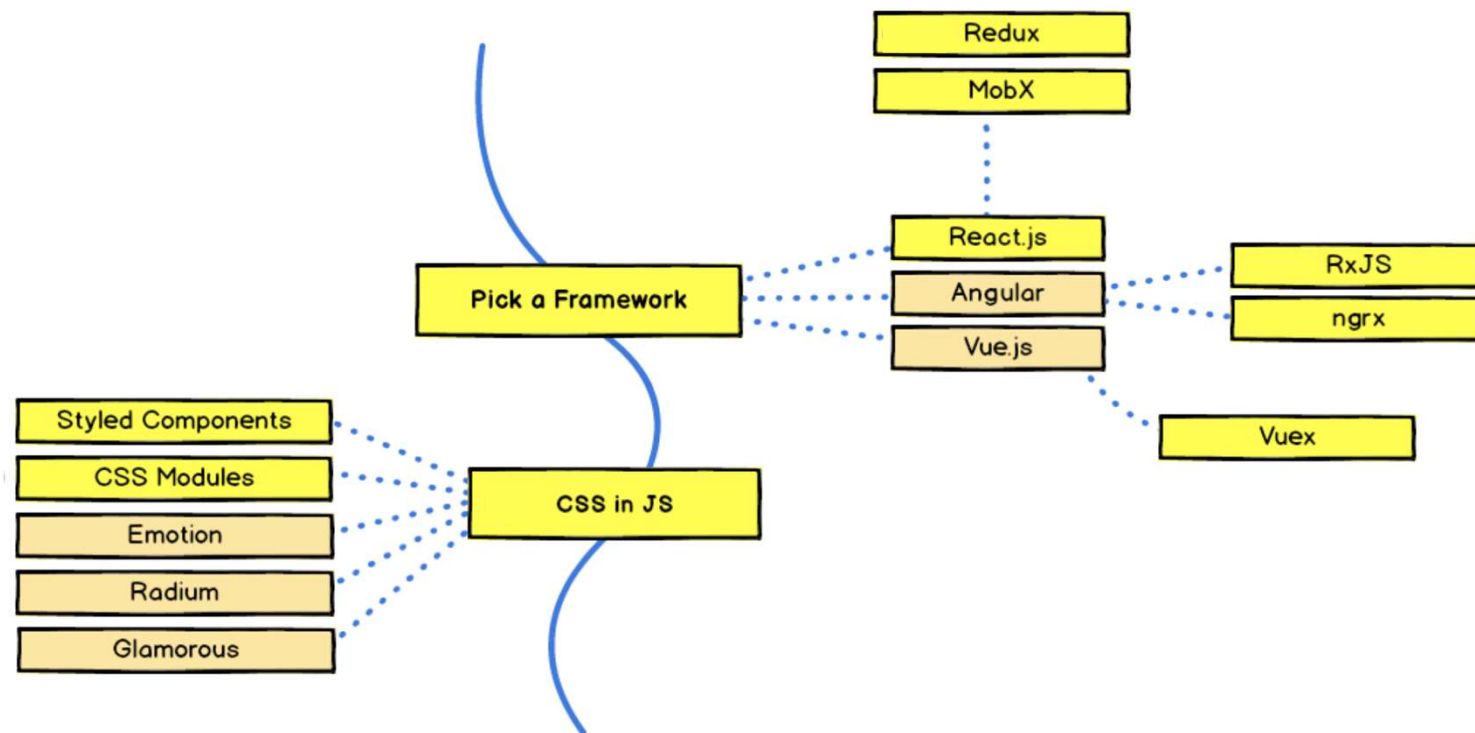 Redux
MobX
React.js
Angular
Vue.js
RxJS
ngrx
Vuex
Pick a Framework
Styled Components
CSS Modules
Emotion
Radium
Glamorous
CSS in JS